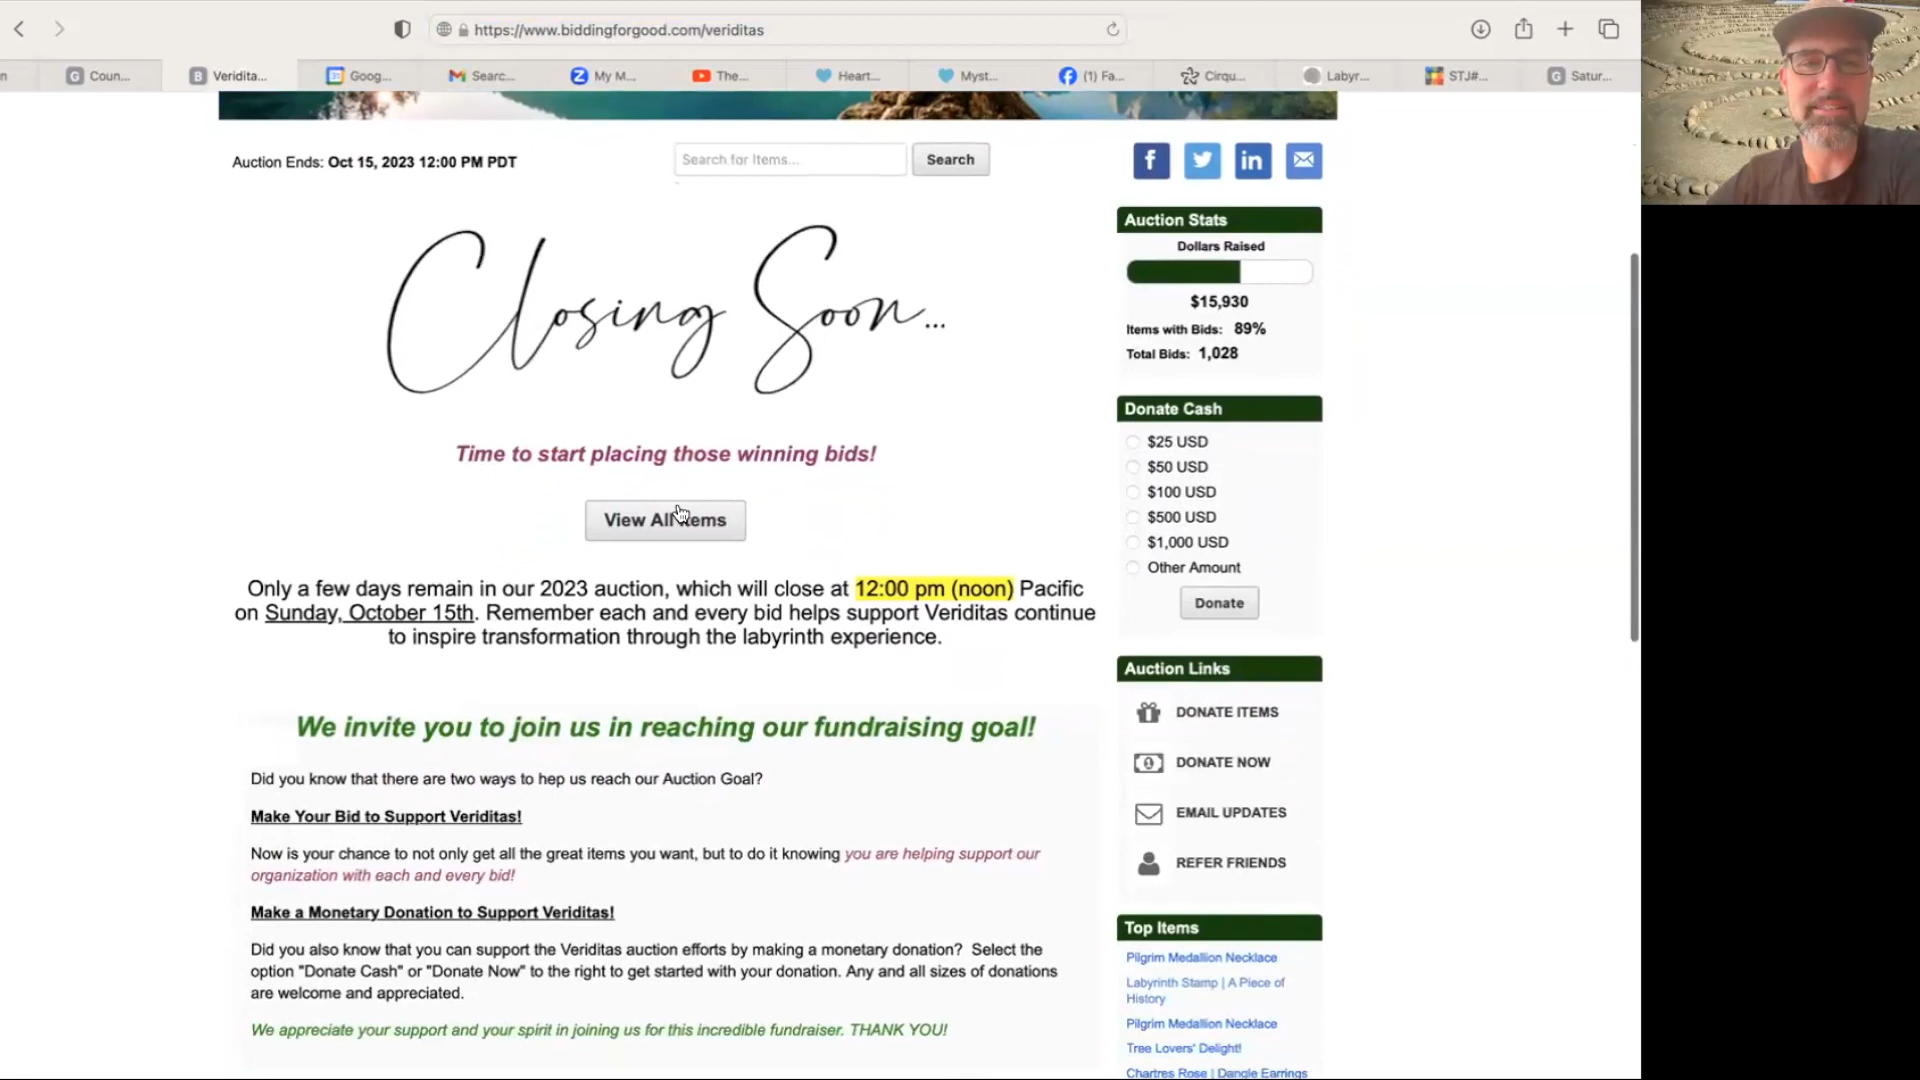 https://www.biddingforgood.com/veriditas
Coun...
Veridita...
Goog...
Searc...
My M...
The...
Heart...
Myst...
(1) Fa...
Cirqu...
Labyr...
STJ#...
Satur...
Auction Ends: Oct 15, 2023 12:00 PM PDT
Search for Items...
Search
Closing Soon...
Time to start placing those winning bids!
View All Items
Only a few days remain in our 2023 auction, which will close at 12:00 pm (noon) Pacific
on Sunday, October 15th. Remember each and every bid helps support Veriditas continue
to inspire transformation through the labyrinth experience.
We invite you to join us in reaching our fundraising goal!
Did you know that there are two ways to hep us reach our Auction Goal?
Make Your Bid to Support Veriditas!
Now is your chance to not only get all the great items you want, but to do it knowing you are helping support our
organization with each and every bid!
Make a Monetary Donation to Support Veriditas!
Did you also know that you can support the Veriditas auction efforts by making a monetary donation? Select the
option "Donate Cash" or "Donate Now" to the right to get started with your donation. Any and all sizes of donations
are welcome and appreciated.
We appreciate your support and your spirit in joining us for this incredible fundraiser. THANK YOU!
Auction Stats
Dollars Raised
$15,930
Items with Bids: 89%
Total Bids: 1,028
Donate Cash
$25 USD
$50 USD
$100 USD
$500 USD
$1,000 USD
Other Amount
Donate
Auction Links
DONATE ITEMS
DONATE NOW
EMAIL UPDATES
REFER FRIENDS
Top Items
Pilgrim Medallion Necklace
Labyrinth Stamp | A Piece of
History
Pilgrim Medallion Necklace
Tree Lovers' Delight!
Chartres Rose | Dangle Earrings